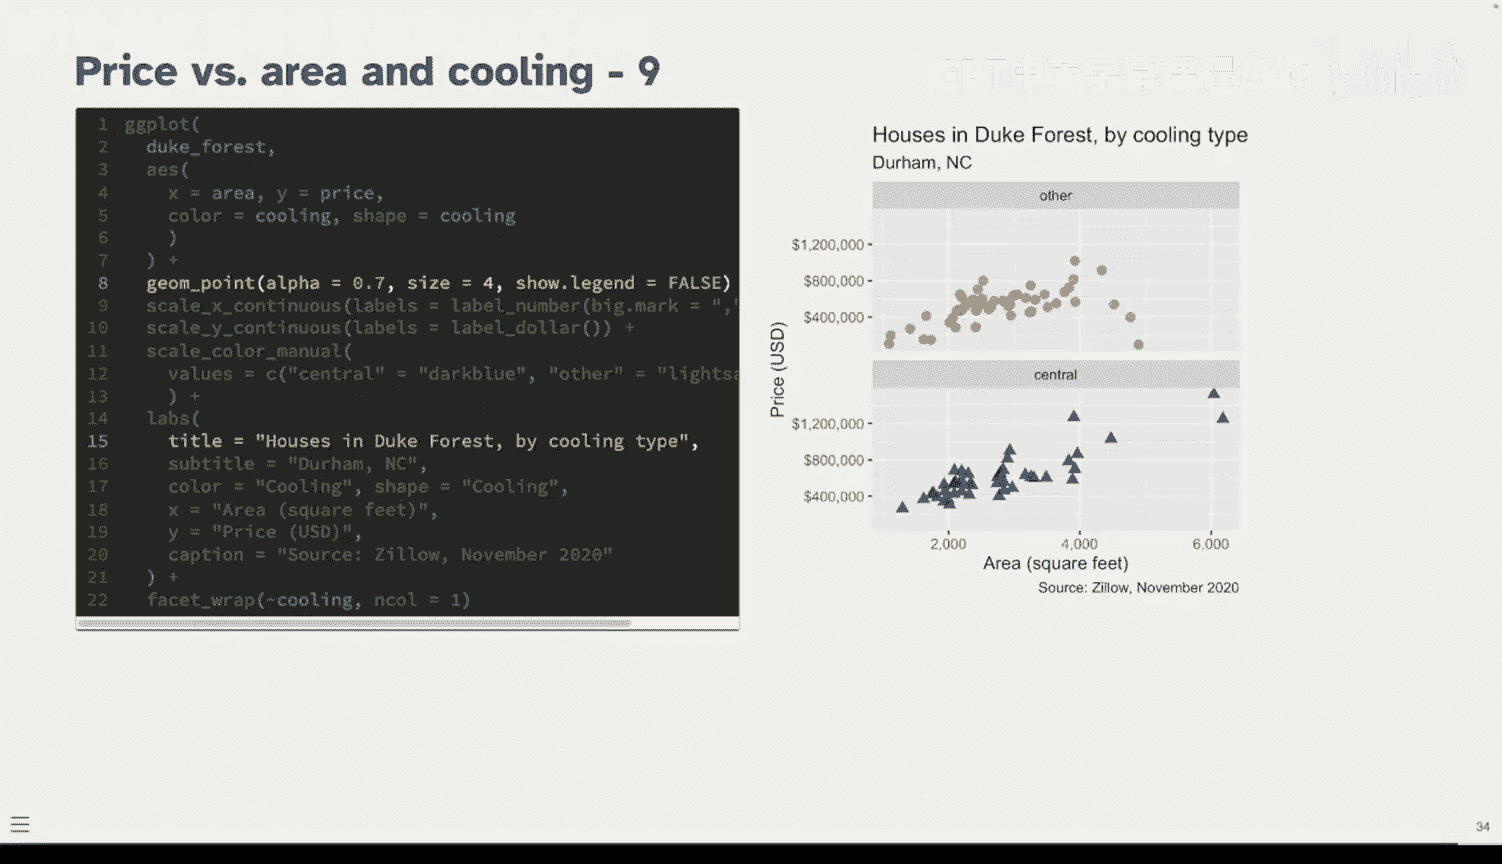 Price vs. area and cooling - 9
1 ggplot(
2 duke_forest,
3 aes(
4 x = area, y = price,
5 color = cooling, shape = cooling
6 )
7 ) +
8 geom_point(alpha = 0.7, size = 4, show.legend = FALSE)
9 scale_x_continuous(labels = label_number(big.mark = ","
10 scale_y_continuous(labels = label_dollar()) +
11 scale_color_manual(
12 values = c("central" = "darkblue", "other" = "lightsa
13 ) +
14 labs(
15 title = "Houses in Duke Forest, by cooling type",
16 subtitle = "Durham, NC",
17 color = "Cooling", shape = "Cooling",
18 x = "Area (square feet)",
19 y = "Price (USD)",
20 caption = "Source: Zillow, November 2020"
21 ) +
22 facet_wrap(~cooling, ncol = 1)
Houses in Duke Forest, by cooling type
Durham, NC
other
$1,200,000
$800,000
$400,000
Price (USD)
central
$1,200,000
$800,000
$400,000
2,000 4,000 6,000
Area (square feet)
Source: Zillow, November 2020
34